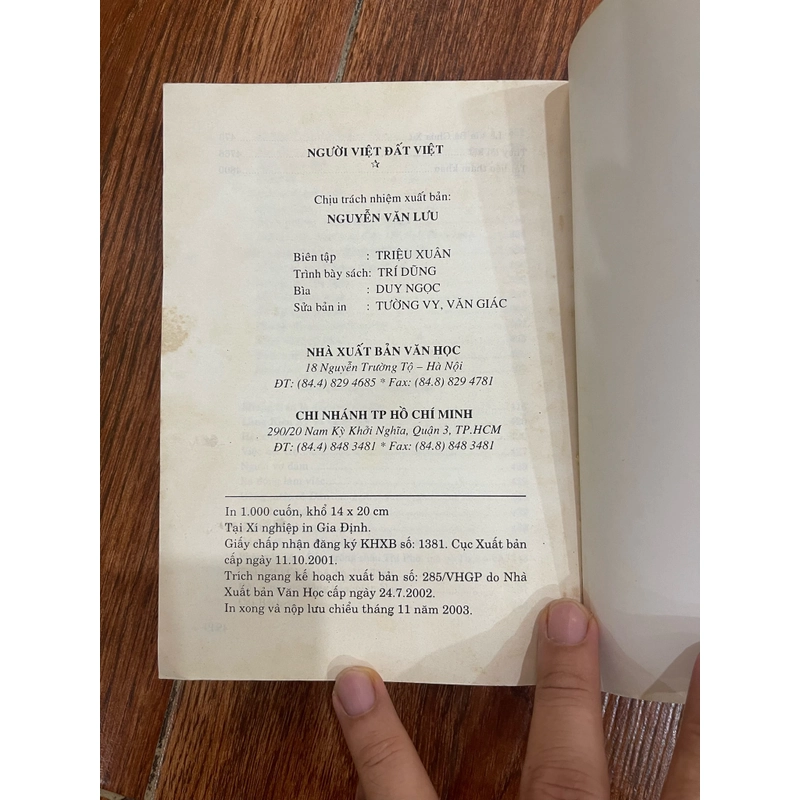 NGƯỜI VIỆT ĐẤT VIỆT
☆
Chịu trách nhiệm xuất bản:
NGUYỄN VĂN LƯU
Biên tập : TRIỆU XUÂN
Trình bày sách: TRÍ DŨNG
Bìa : DUY NGỌC
Sửa bản in : TƯỜNG VY, VĂN GIÁC
NHÀ XUẤT BẢN VĂN HỌC
18 Nguyễn Trường Tộ – Hà Nội
ĐT: (84.4) 829 4685 * Fax: (84.8) 829 4781
CHI NHÁNH TP HỒ CHÍ MINH
290/20 Nam Kỳ Khởi Nghĩa, Quận 3, TP.HCM
ĐT: (84.4) 848 3481 * Fax: (84.8) 848 3481
In 1.000 cuốn, khổ 14 x 20 cm
Tại Xí nghiệp in Gia Định.
Giấy chấp nhận đăng ký KHXB số: 1381. Cục Xuất bản
cấp ngày 11.10.2001.
Trích ngang kế hoạch xuất bản số: 285/VHGP do Nhà
Xuất bản Văn Học cấp ngày 24.7.2002.
In xong và nộp lưu chiểu tháng 11 năm 2003.